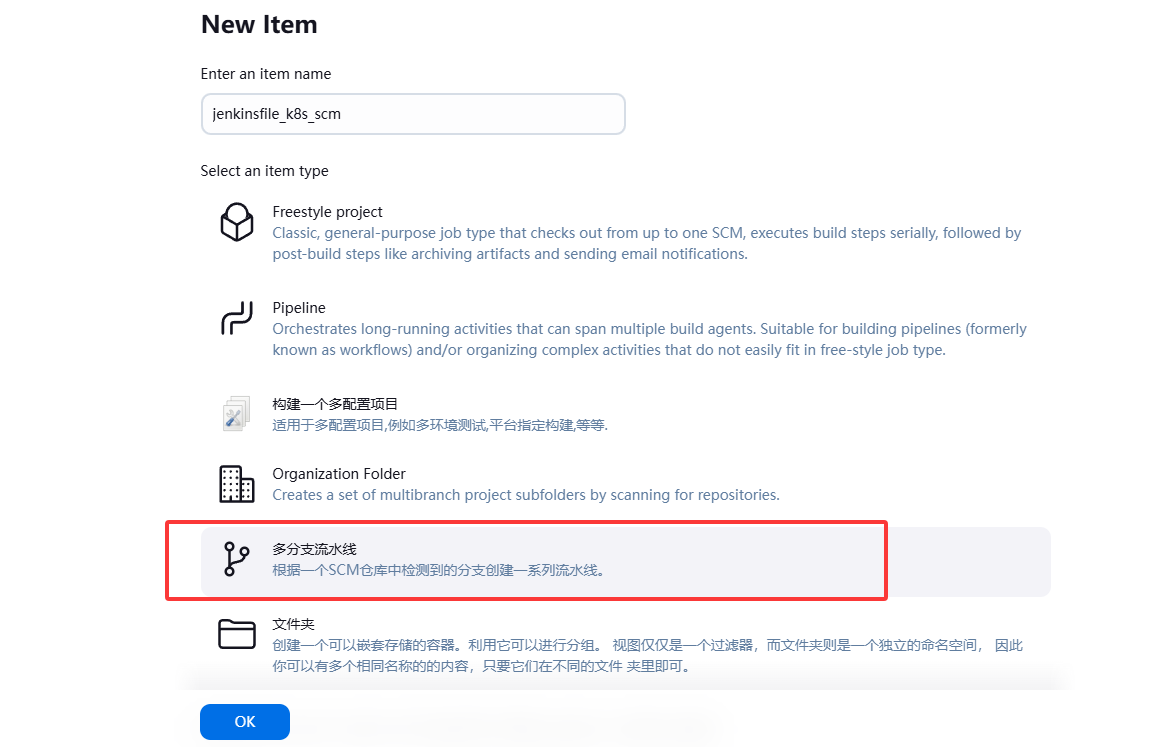 New Item
Enter an item name
jenkinsfile_k8s_scm
Select an item type
Freestyle project
Classic, general-purpose job type that checks out from up to one SCM, executes build steps serially, followed by
post-build steps like archiving artifacts and sending email notifications.
Pipeline
Orchestrates long-running activities that can span multiple build agents. Suitable for building pipelines (formerly
known as workflows) and/or organizing complex activities that do not easily fit in free-style job type.
构建一个多配置项目
适用于多配置项目,例如多环境测试,平台指定构建,等等.
Organization Folder
Creates a set of multibranch project subfolders by scanning for repositories.
多分支流水线
根据一个SCM仓库中检测到的分支创建一系列流水线。
文件夹
创建一个可以嵌套存储的容器。利用它可以进行分组。 视图仅仅是一个过滤器，而文件夹则是一个独立的命名空间， 因此
你可以有多个相同名称的的内容，只要它们在不同的文件 夹里即可。
OK